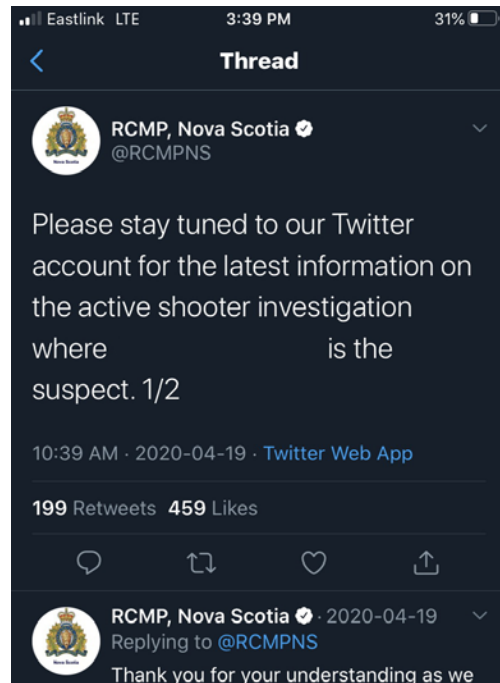 Eastlink LTE 3:39 PM 31%
Thread
RCMP, Nova Scotia
@RCMPNS
Please stay tuned to our Twitter
account for the latest information on
the active shooter investigation
where is the
suspect. 1/2
10:39 AM · 2020-04-19 · Twitter Web App
199 Retweets 459 Likes
RCMP, Nova Scotia · 2020-04-19
Replying to @RCMPNS
Thank you for your understanding as we